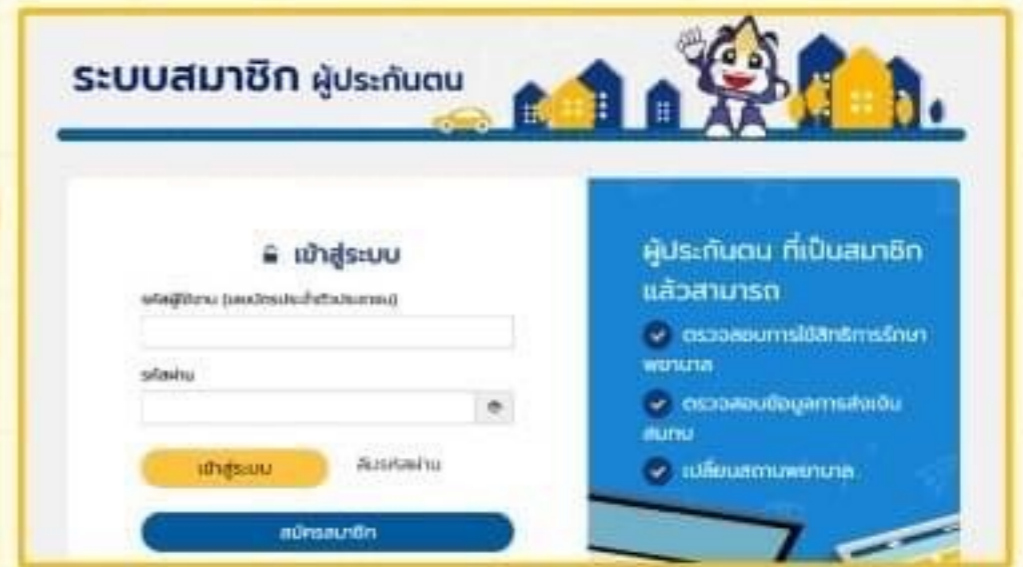 ระบบสมาชิก ผู้ประกันตน
เข้าสู่ระบบ
รหัสผู้ใช้งาน (เลขบัตรประจำตัวประชาชน)
รหัสผ่าน
เข้าสู่ระบบ ลืมรหัสผ่าน
สมัครสมาชิก
ผู้ประกันตน ที่เป็นสมาชิก
แล้วสามารถ
ตรวจสอบการใช้สิทธิการรักษา
พยาบาล
ตรวจสอบข้อมูลการส่งเงิน
สมทบ
เปลี่ยนสถานพยาบาล